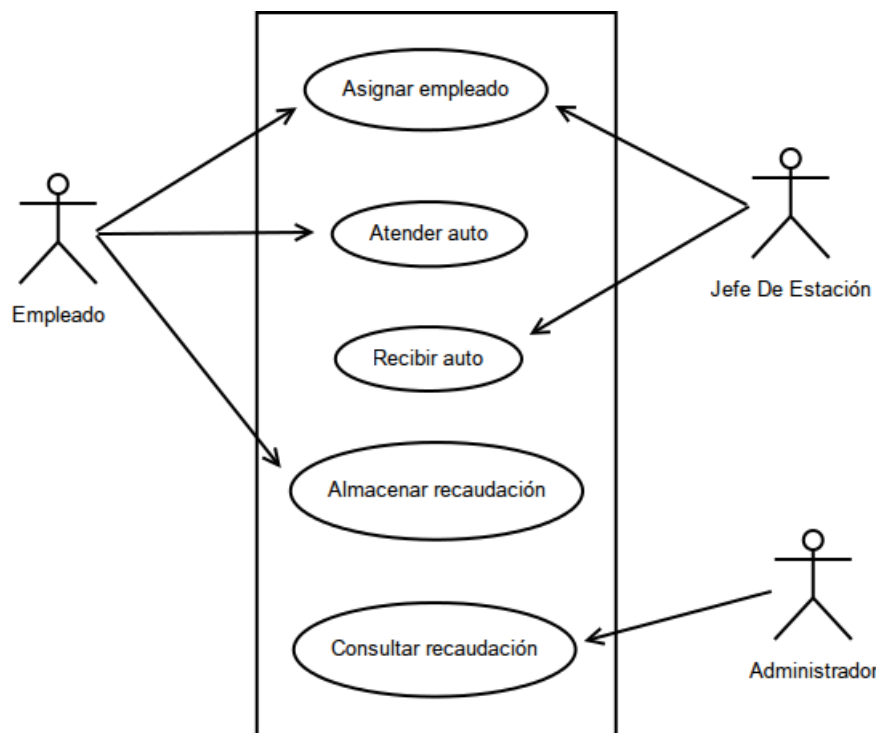 Asignar empleado
Atender auto
Empleado
Jefe De Estación
Recibir auto
Almacenar recaudación
Consultar recaudación
Administrador